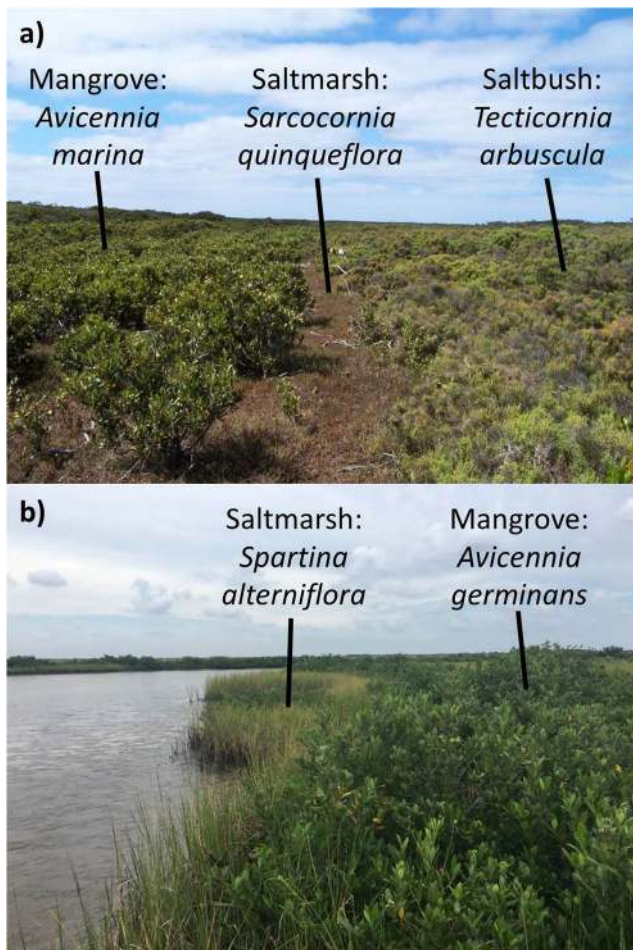 a)
Mangrove:
Avicennia
marina
Saltmarsh:
Sarcocornia
quinqueflora
Saltbush:
Tecticornia
arbuscula
b)
Saltmarsh:
Spartina
alterniflora
Mangrove:
Avicennia
germinans